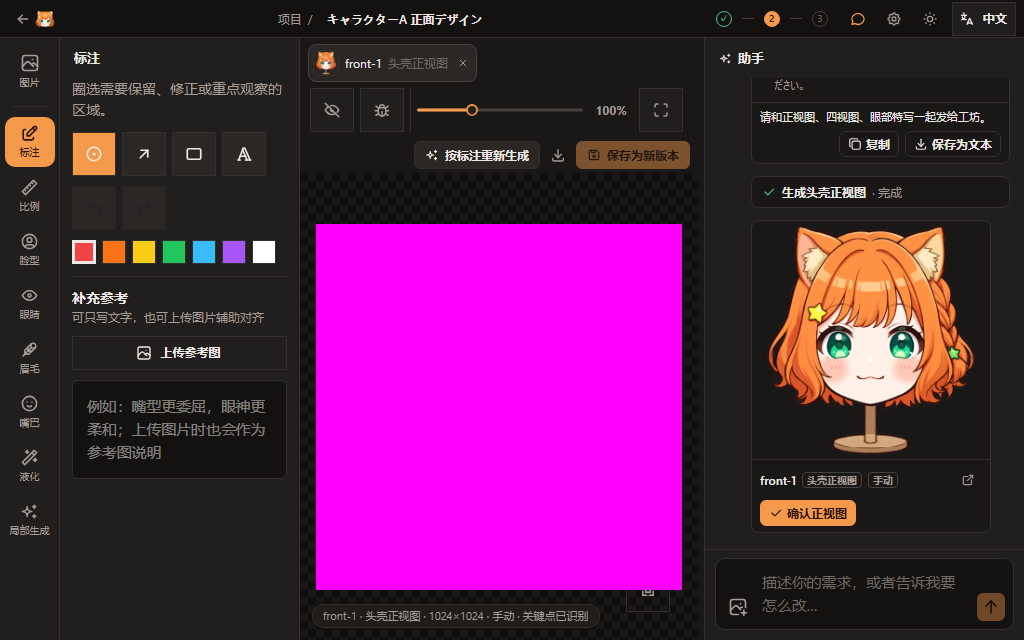 项目 / キャラクターA 正面デザイン
2
3
中文
图片
标注
比例
脸型
眼睛
眉毛
嘴巴
液化
局部生成
标注
圈选需要保留、修正或重点观察的
区域。
A
补充参考
可只写文字，也可上传图片辅助对齐
上传参考图
例如：嘴型更委屈，眼神更
柔和；上传图片时也会作为
参考图说明
front-1 头壳正视图
100%
按标注重新生成
保存为新版本
front-1 · 头壳正视图 · 1024×1024 · 手动 · 关键点已识别
助手
ださい。
请和正视图、四视图、眼部特写一起发给工坊。
复制
保存为文本
生成头壳正视图 · 完成
front-1 头壳正视图 手动
确认正视图
描述你的需求，或者告诉我要
怎么改...